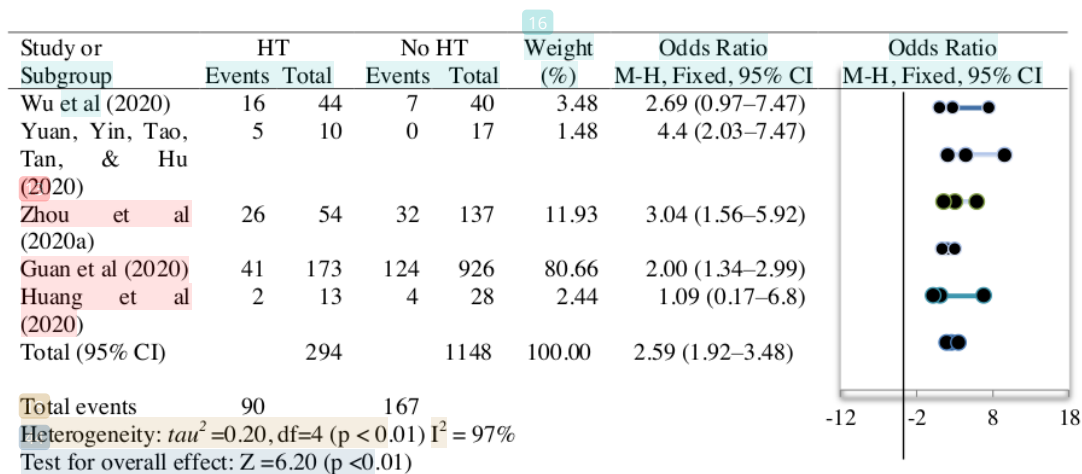 16
Study or HT No HT Weight Odds Ratio Odds Ratio
Subgroup Events Total Events Total (%) M-H, Fixed, 95% CI M-H, Fixed, 95% CI
Wu et al (2020) 16 44 7 40 3.48 2.69 (0.97–7.47)
Yuan, Yin, Tao, 5 10 0 17 1.48 4.4 (2.03–7.47)
Tan, & Hu
(2020)
Zhou et al 26 54 32 137 11.93 3.04 (1.56–5.92)
(2020a)
Guan et al (2020) 41 173 124 926 80.66 2.00 (1.34–2.99)
Huang et al 2 13 4 28 2.44 1.09 (0.17–6.8)
(2020)
Total (95% CI) 294 1148 100.00 2.59 (1.92–3.48)
Total events 90 167
-12 -2 8 18
Heterogeneity: tau² =0.20, df=4 (p < 0.01) I² = 97%
Test for overall effect: Z =6.20 (p <0.01)